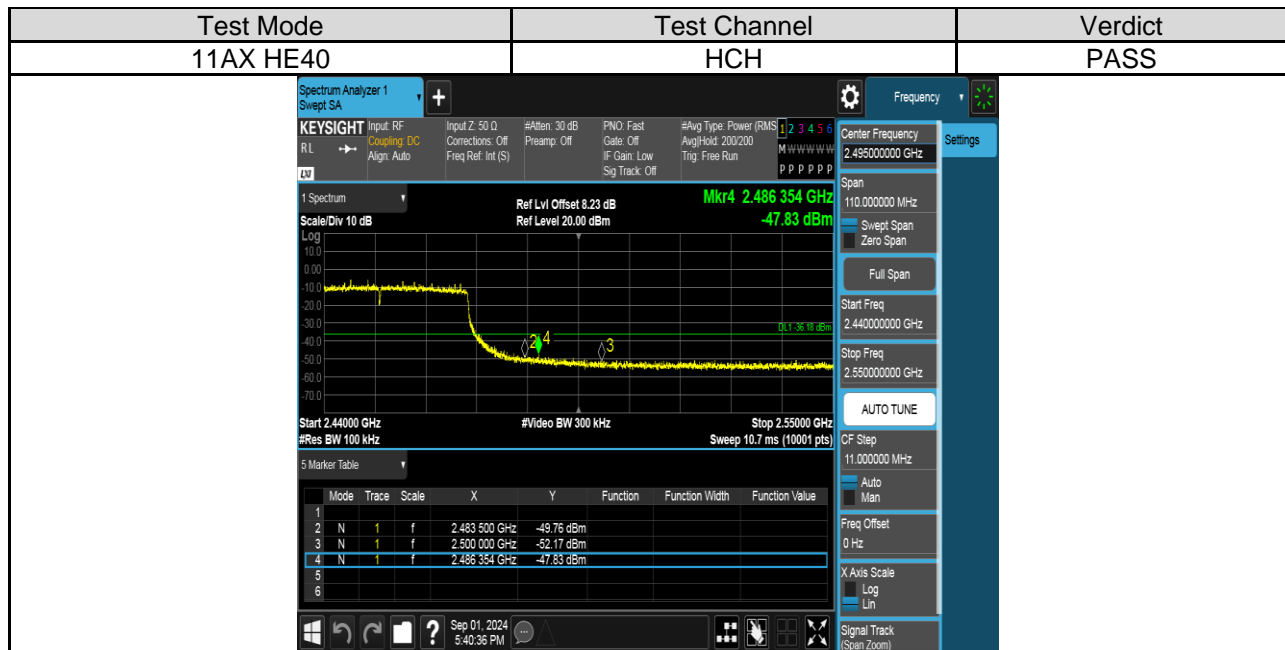 Test Mode Test Channel Verdict
11AX HE40 HCH PASS
Spectrum Analyzer 1
Swept SA
+
Frequency
KEYSIGHT
RL
LXI
Input: RF
Coupling: DC
Align: Auto
Input Z: 50 Ω
Corrections: Off
Freq Ref: Int (S)
#Atten: 30 dB
Preamp: Off
PNO: Fast
Gate: Off
IF Gain: Low
Sig Track: Off
#Avg Type: Power (RMS
Avg|Hold: 200/200
Trig: Free Run
1 2 3 4 5 6
M W W W W W
P P P P P P
Center Frequency
2.495000000 GHz
Settings
Span
110.000000 MHz
Swept Span
Zero Span
Full Span
Start Freq
2.440000000 GHz
Stop Freq
2.550000000 GHz
AUTO TUNE
CF Step
11.000000 MHz
Auto
Man
Freq Offset
0 Hz
X Axis Scale
Log
Lin
Signal Track
(Span Zoom)
1 Spectrum
Scale/Div 10 dB
Ref Lvl Offset 8.23 dB
Ref Level 20.00 dBm
Mkr4 2.486 354 GHz
-47.83 dBm
Log
10.0
0.00
-10.0
-20.0
-30.0
-40.0
-50.0
-60.0
-70.0
DL1 -36.18 dBm
2 4
3
Start 2.44000 GHz
#Res BW 100 kHz
#Video BW 300 kHz
Stop 2.55000 GHz
Sweep 10.7 ms (10001 pts)
5 Marker Table
Mode Trace Scale X Y Function Function Width Function Value
1
2 N 1 f 2.483 500 GHz -49.76 dBm
3 N 1 f 2.500 000 GHz -52.17 dBm
4 N 1 f 2.486 354 GHz -47.83 dBm
5
6
?
Sep 01, 2024
5:40:36 PM